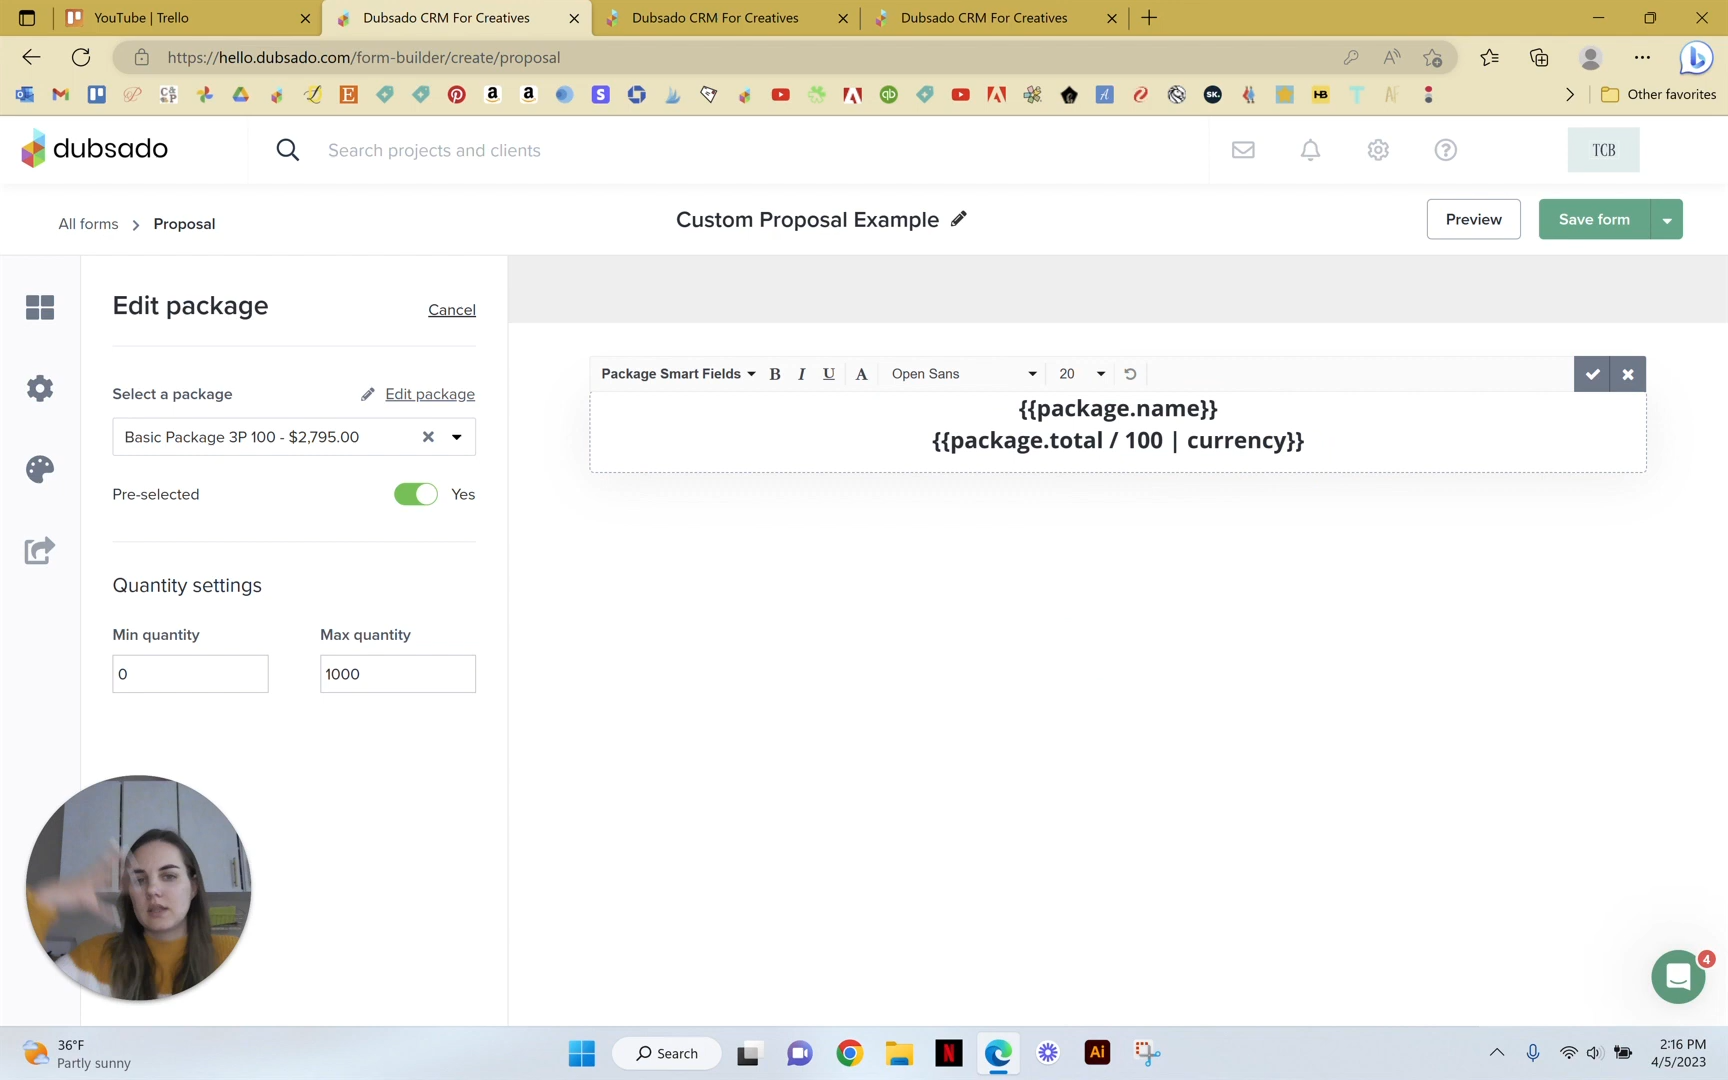 YouTube | Trello
Dubsado CRM For Creatives
Dubsado CRM For Creatives
Dubsado CRM For Creatives
https://hello.dubsado.com/form-builder/create/proposal
Other favorites
dubsado
Search projects and clients
TCB
All forms > Proposal
Custom Proposal Example
Preview
Save form
Edit package
Cancel
Select a package
Edit package
Basic Package 3P 100 - $2,795.00
Pre-selected
Yes
Quantity settings
Min quantity
Max quantity
0
1000
Package Smart Fields
B I U A
Open Sans
20
{{package.name}}
{{package.total / 100 | currency}}
4
36°F
Partly sunny
Search
2:16 PM
4/5/2023